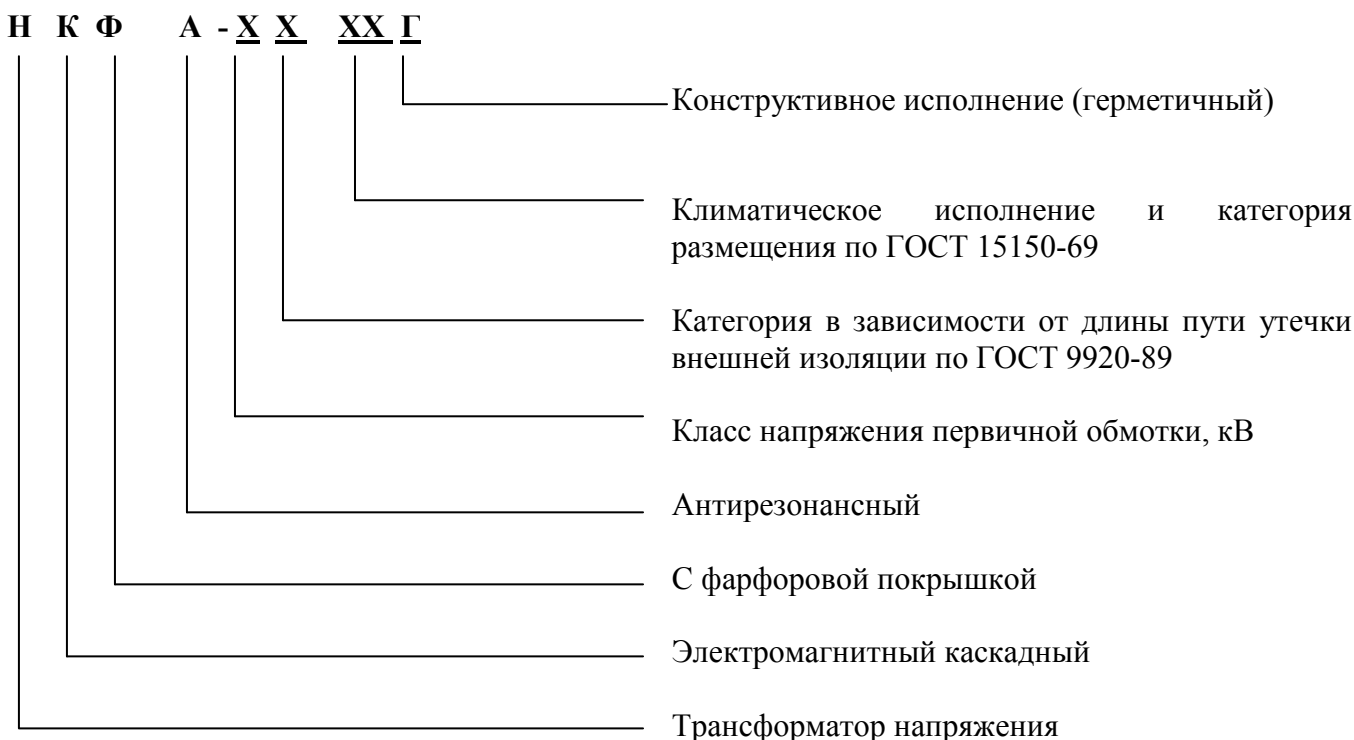 Н К Ф А - Х Х ХХ Г
Конструктивное исполнение (герметичный)
Климатическое исполнение и категория
размещения по ГОСТ 15150-69
Категория в зависимости от длины пути утечки
внешней изоляции по ГОСТ 9920-89
Класс напряжения первичной обмотки, кВ
Антирезонансный
С фарфоровой покрышкой
Электромагнитный каскадный
Трансформатор напряжения